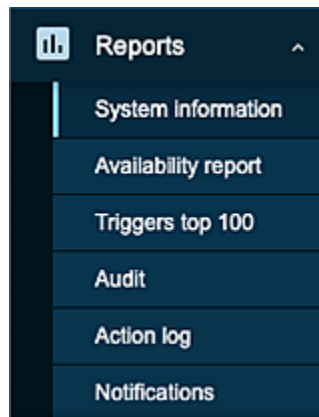 Reports
System information
Availability report
Triggers top 100
Audit
Action log
Notifications